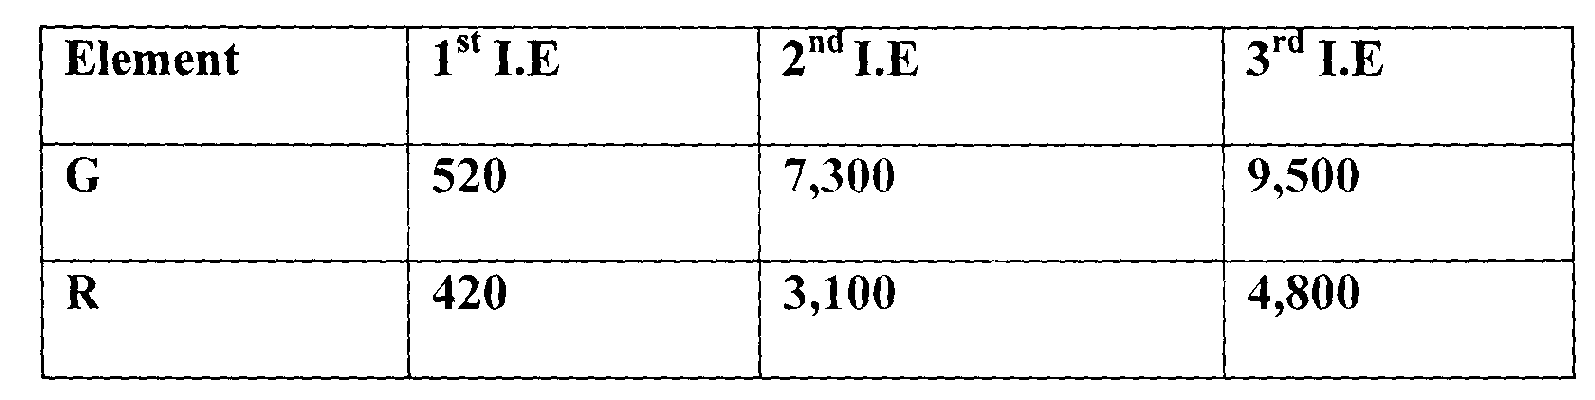 Element 1st I.E 2nd I.E 3rd I.E
G 520 7,300 9,500
R 420 3,100 4,800